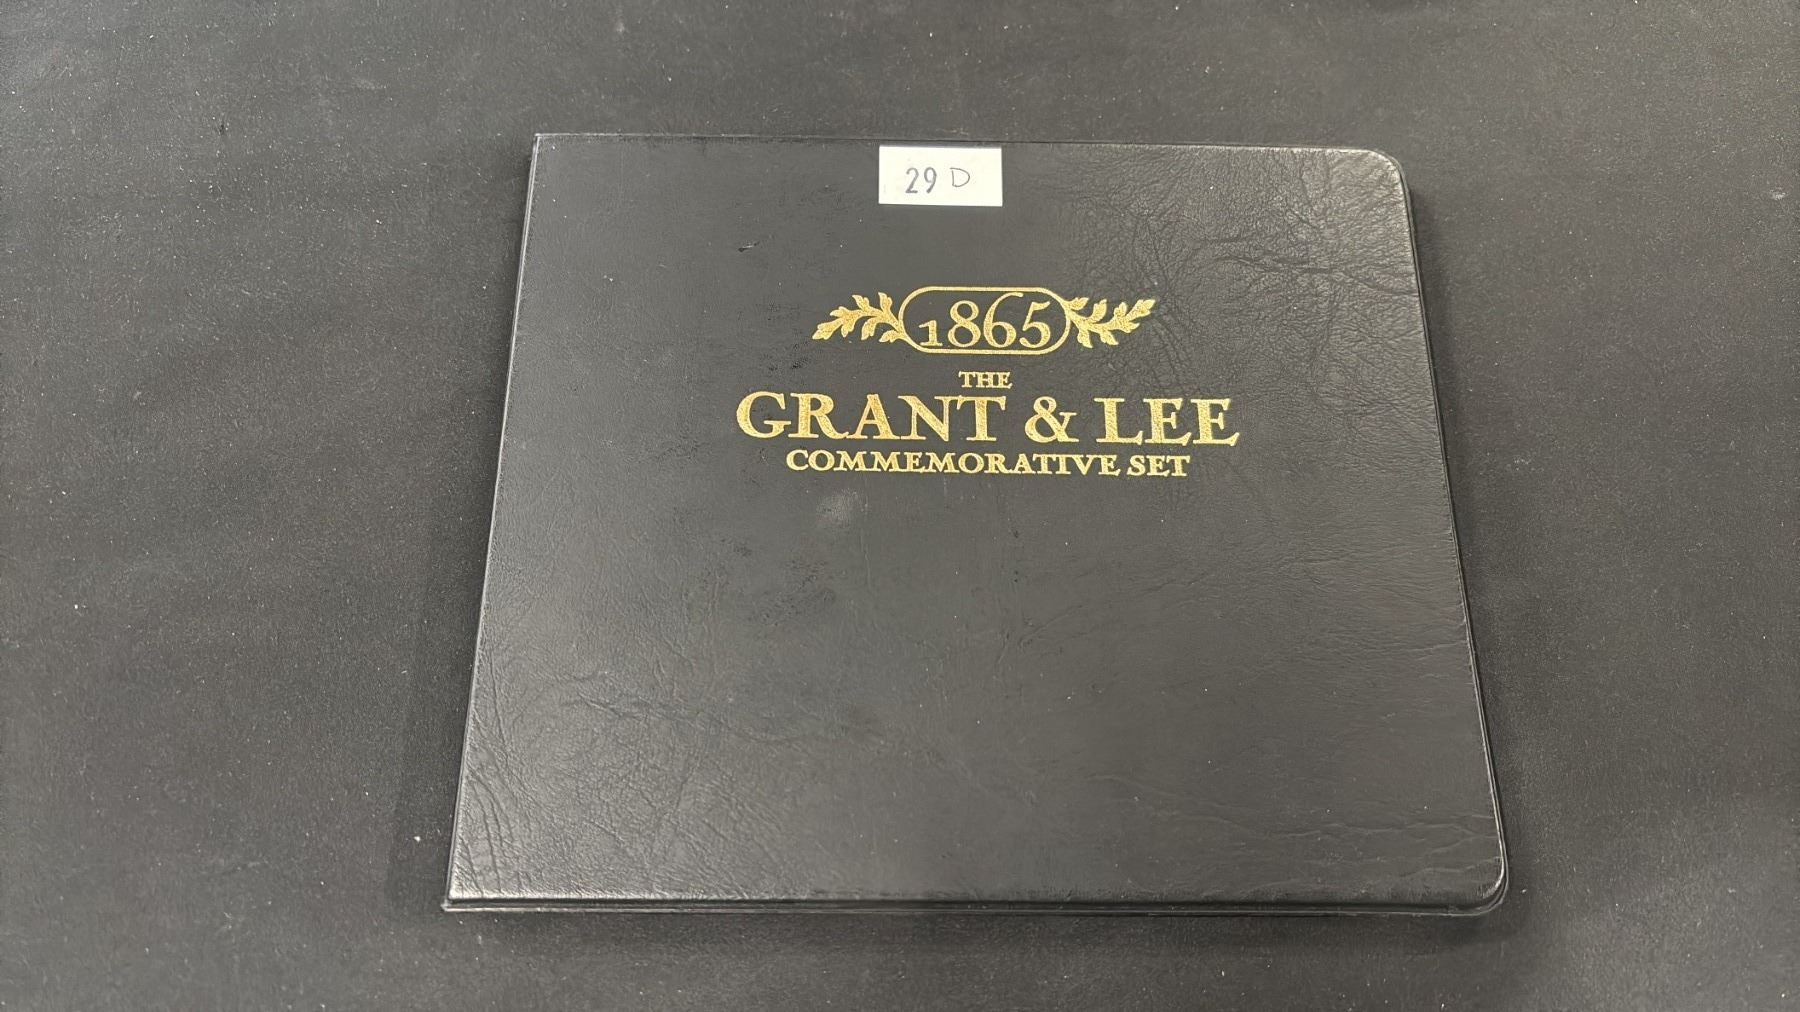 29 D
1865
THE
GRANT & LEE
COMMEMORATIVE SET